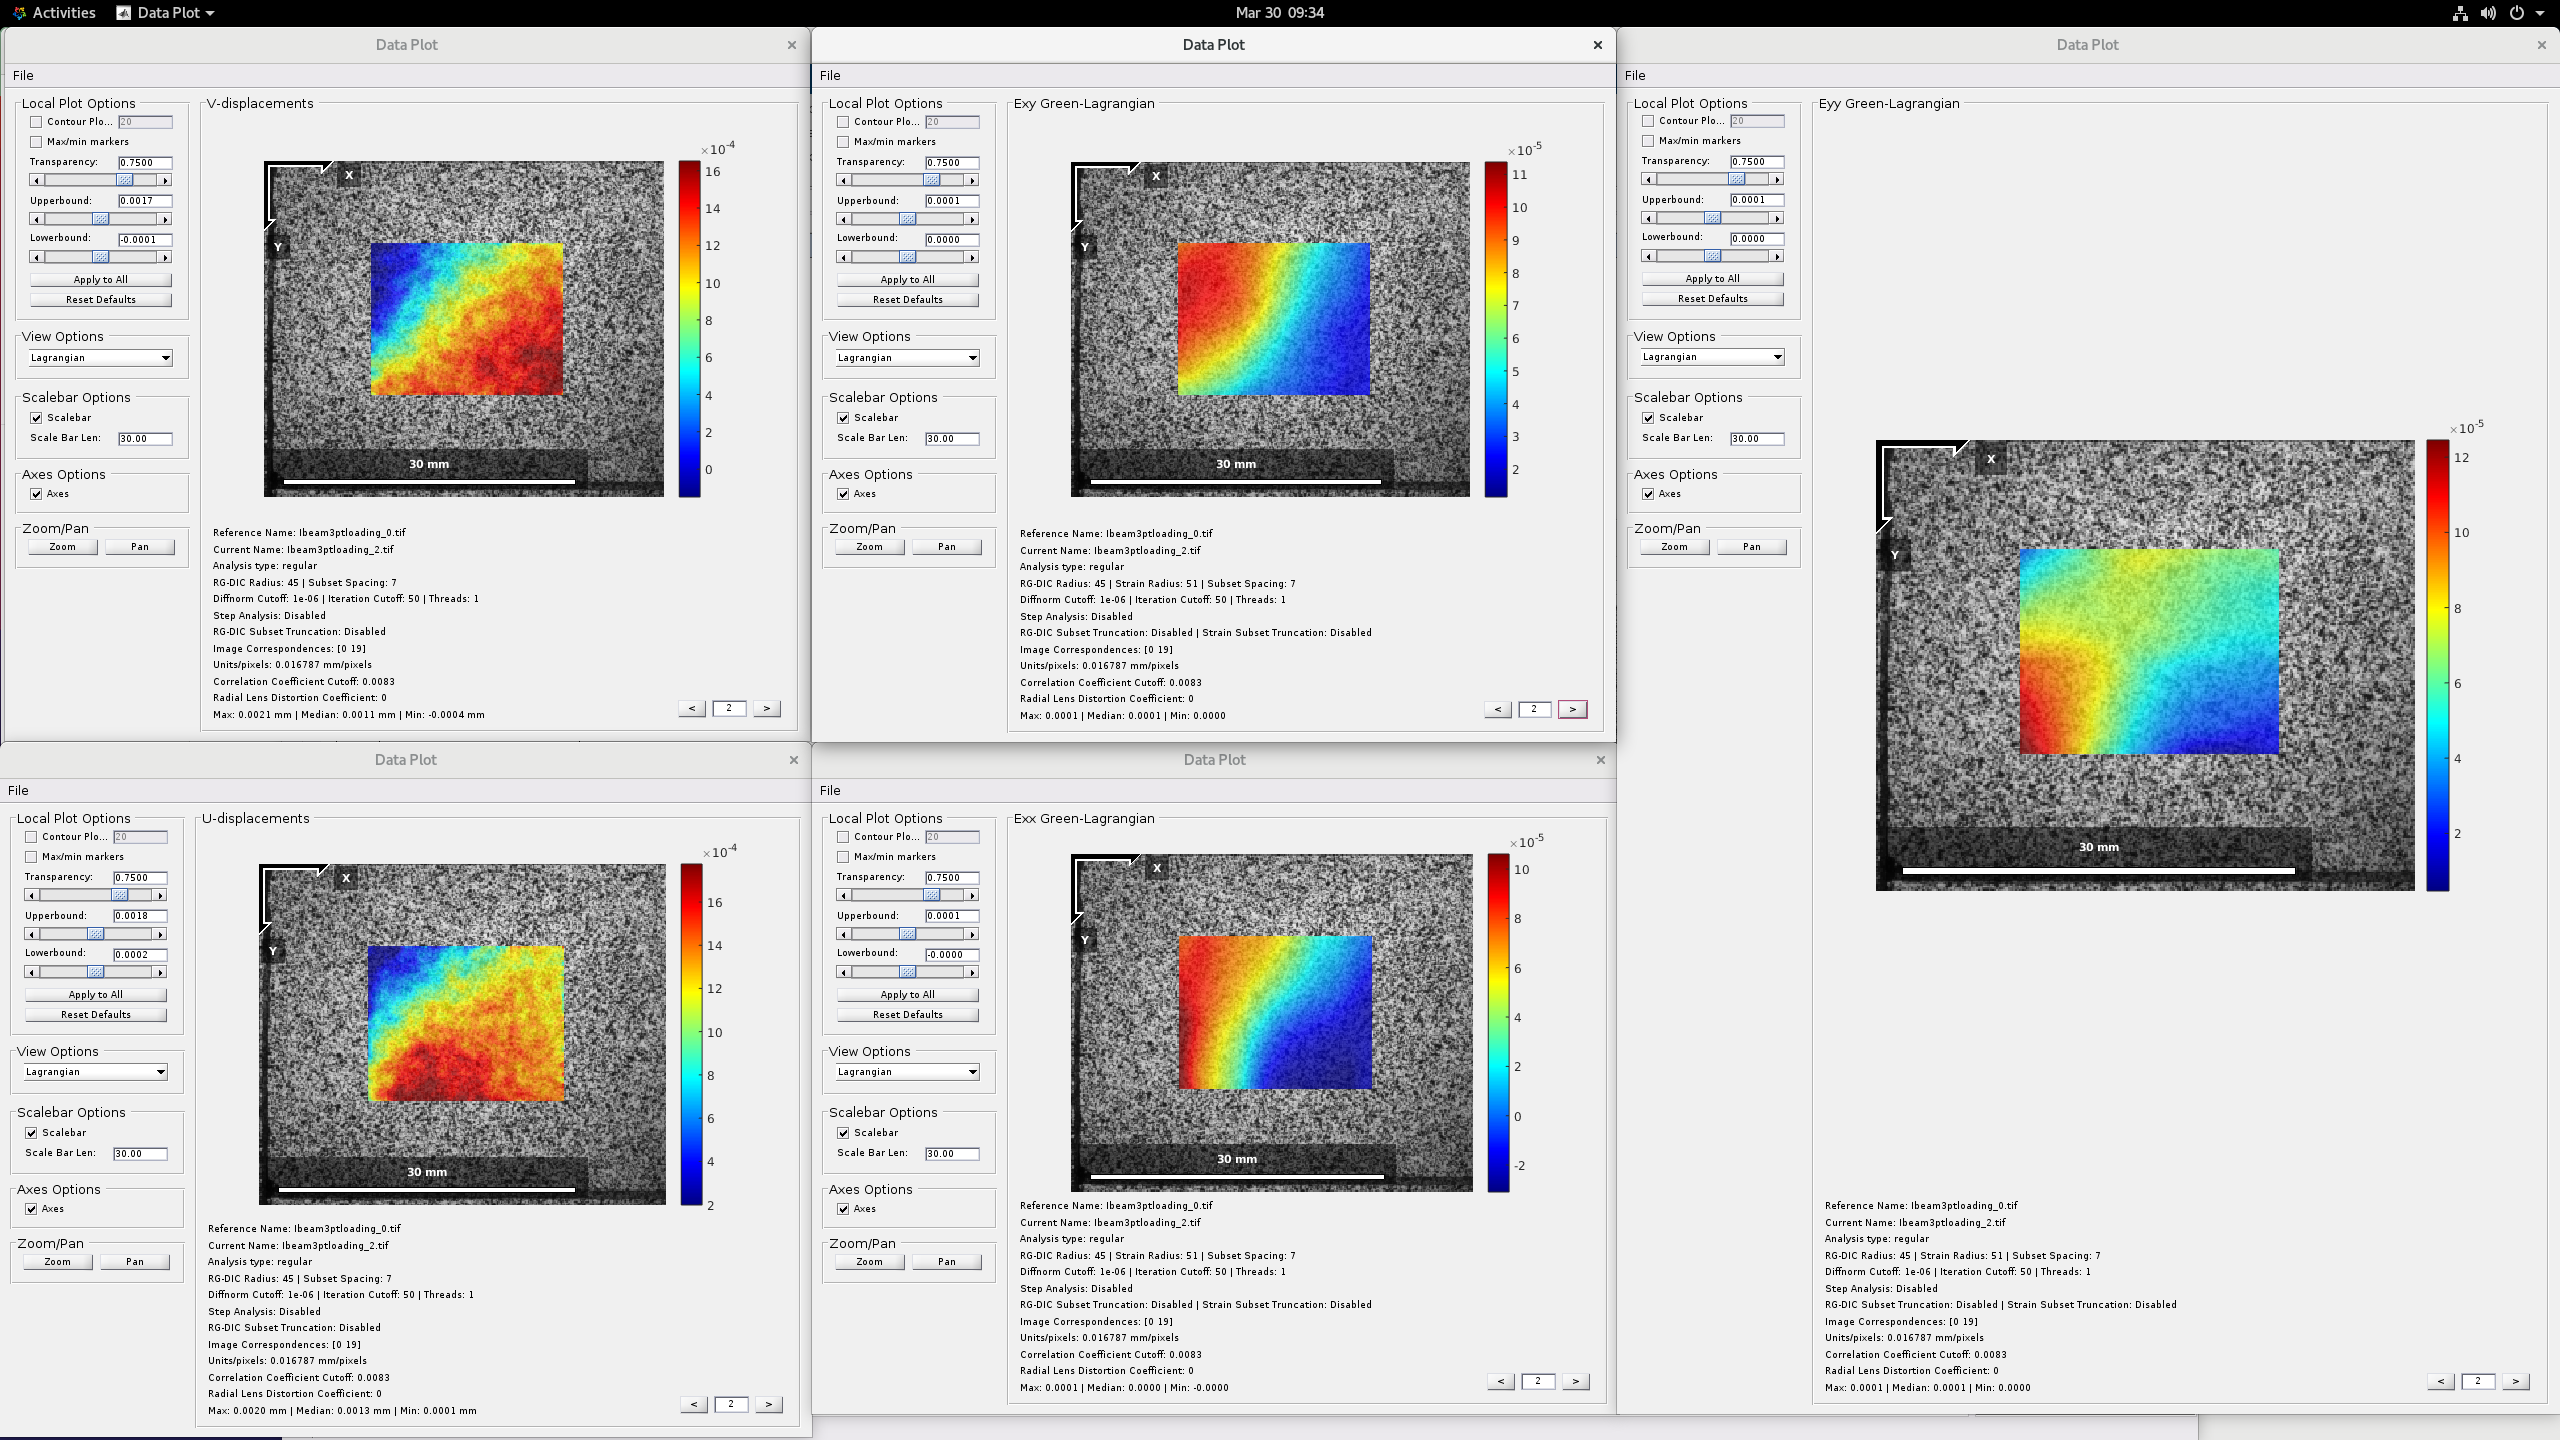 Activities Data Plot Mar 30 09:34
Data Plot
File
Local Plot Options
Contour Plo... 20
Max/min markers
Transparency: 0.7500
Upperbound: 0.0017
Lowerbound: -0.0001
Apply to All
Reset Defaults
View Options
Lagrangian
Scalebar Options
Scalebar
Scale Bar Len: 30.00
Axes Options
Axes
Zoom/Pan
Zoom Pan
V-displacements
×10-4
X
Y
30 mm
16
14
12
10
8
6
4
2
0
Reference Name: Ibeam3ptloading_0.tif
Current Name: Ibeam3ptloading_2.tif
Analysis type: regular
RG-DIC Radius: 45 | Subset Spacing: 7
Diffnorm Cutoff: 1e-06 | Iteration Cutoff: 50 | Threads: 1
Step Analysis: Disabled
RG-DIC Subset Truncation: Disabled
Image Correspondences: [0 19]
Units/pixels: 0.016787 mm/pixels
Correlation Coefficient Cutoff: 0.0083
Radial Lens Distortion Coefficient: 0
Max: 0.0021 mm | Median: 0.0011 mm | Min: -0.0004 mm
< 2 >
Data Plot
File
Local Plot Options
Contour Plo... 20
Max/min markers
Transparency: 0.7500
Upperbound: 0.0001
Lowerbound: 0.0000
Apply to All
Reset Defaults
View Options
Lagrangian
Scalebar Options
Scalebar
Scale Bar Len: 30.00
Axes Options
Axes
Zoom/Pan
Zoom Pan
Exy Green-Lagrangian
×10-5
X
Y
30 mm
11
10
9
8
7
6
5
4
3
2
Reference Name: Ibeam3ptloading_0.tif
Current Name: Ibeam3ptloading_2.tif
Analysis type: regular
RG-DIC Radius: 45 | Strain Radius: 51 | Subset Spacing: 7
Diffnorm Cutoff: 1e-06 | Iteration Cutoff: 50 | Threads: 1
Step Analysis: Disabled
RG-DIC Subset Truncation: Disabled | Strain Subset Truncation: Disabled
Image Correspondences: [0 19]
Units/pixels: 0.016787 mm/pixels
Correlation Coefficient Cutoff: 0.0083
Radial Lens Distortion Coefficient: 0
Max: 0.0001 | Median: 0.0001 | Min: 0.0000
< 2 >
Data Plot
File
Local Plot Options
Contour Plo... 20
Max/min markers
Transparency: 0.7500
Upperbound: 0.0001
Lowerbound: 0.0000
Apply to All
Reset Defaults
View Options
Lagrangian
Scalebar Options
Scalebar
Scale Bar Len: 30.00
Axes Options
Axes
Zoom/Pan
Zoom Pan
Eyy Green-Lagrangian
×10-5
X
Y
30 mm
12
10
8
6
4
2
Reference Name: Ibeam3ptloading_0.tif
Current Name: Ibeam3ptloading_2.tif
Analysis type: regular
RG-DIC Radius: 45 | Strain Radius: 51 | Subset Spacing: 7
Diffnorm Cutoff: 1e-06 | Iteration Cutoff: 50 | Threads: 1
Step Analysis: Disabled
RG-DIC Subset Truncation: Disabled | Strain Subset Truncation: Disabled
Image Correspondences: [0 19]
Units/pixels: 0.016787 mm/pixels
Correlation Coefficient Cutoff: 0.0083
Radial Lens Distortion Coefficient: 0
Max: 0.0001 | Median: 0.0001 | Min: 0.0000
< 2 >
Data Plot
File
Local Plot Options
Contour Plo... 20
Max/min markers
Transparency: 0.7500
Upperbound: 0.0018
Lowerbound: 0.0002
Apply to All
Reset Defaults
View Options
Lagrangian
Scalebar Options
Scalebar
Scale Bar Len: 30.00
Axes Options
Axes
Zoom/Pan
Zoom Pan
U-displacements
×10-4
X
Y
30 mm
16
14
12
10
8
6
4
2
Reference Name: Ibeam3ptloading_0.tif
Current Name: Ibeam3ptloading_2.tif
Analysis type: regular
RG-DIC Radius: 45 | Subset Spacing: 7
Diffnorm Cutoff: 1e-06 | Iteration Cutoff: 50 | Threads: 1
Step Analysis: Disabled
RG-DIC Subset Truncation: Disabled
Image Correspondences: [0 19]
Units/pixels: 0.016787 mm/pixels
Correlation Coefficient Cutoff: 0.0083
Radial Lens Distortion Coefficient: 0
Max: 0.0020 mm | Median: 0.0013 mm | Min: 0.0001 mm
< 2 >
Data Plot
File
Local Plot Options
Contour Plo... 20
Max/min markers
Transparency: 0.7500
Upperbound: 0.0001
Lowerbound: -0.0000
Apply to All
Reset Defaults
View Options
Lagrangian
Scalebar Options
Scalebar
Scale Bar Len: 30.00
Axes Options
Axes
Zoom/Pan
Zoom Pan
Exx Green-Lagrangian
×10-5
X
Y
30 mm
10
8
6
4
2
0
-2
Reference Name: Ibeam3ptloading_0.tif
Current Name: Ibeam3ptloading_2.tif
Analysis type: regular
RG-DIC Radius: 45 | Strain Radius: 51 | Subset Spacing: 7
Diffnorm Cutoff: 1e-06 | Iteration Cutoff: 50 | Threads: 1
Step Analysis: Disabled
RG-DIC Subset Truncation: Disabled | Strain Subset Truncation: Disabled
Image Correspondences: [0 19]
Units/pixels: 0.016787 mm/pixels
Correlation Coefficient Cutoff: 0.0083
Radial Lens Distortion Coefficient: 0
Max: 0.0001 | Median: 0.0000 | Min: -0.0000
< 2 >